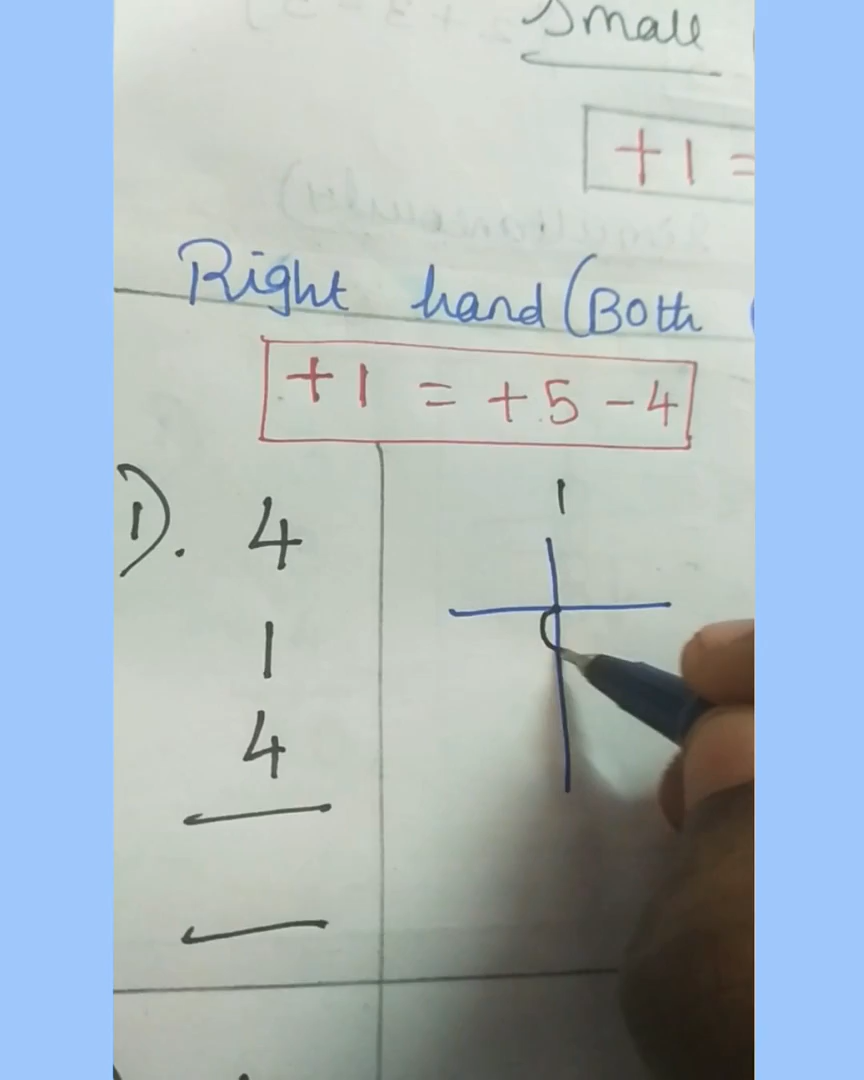 Small
+1 =
Right hand (Both
+1 = +5 -4
1). 4
1
4
1